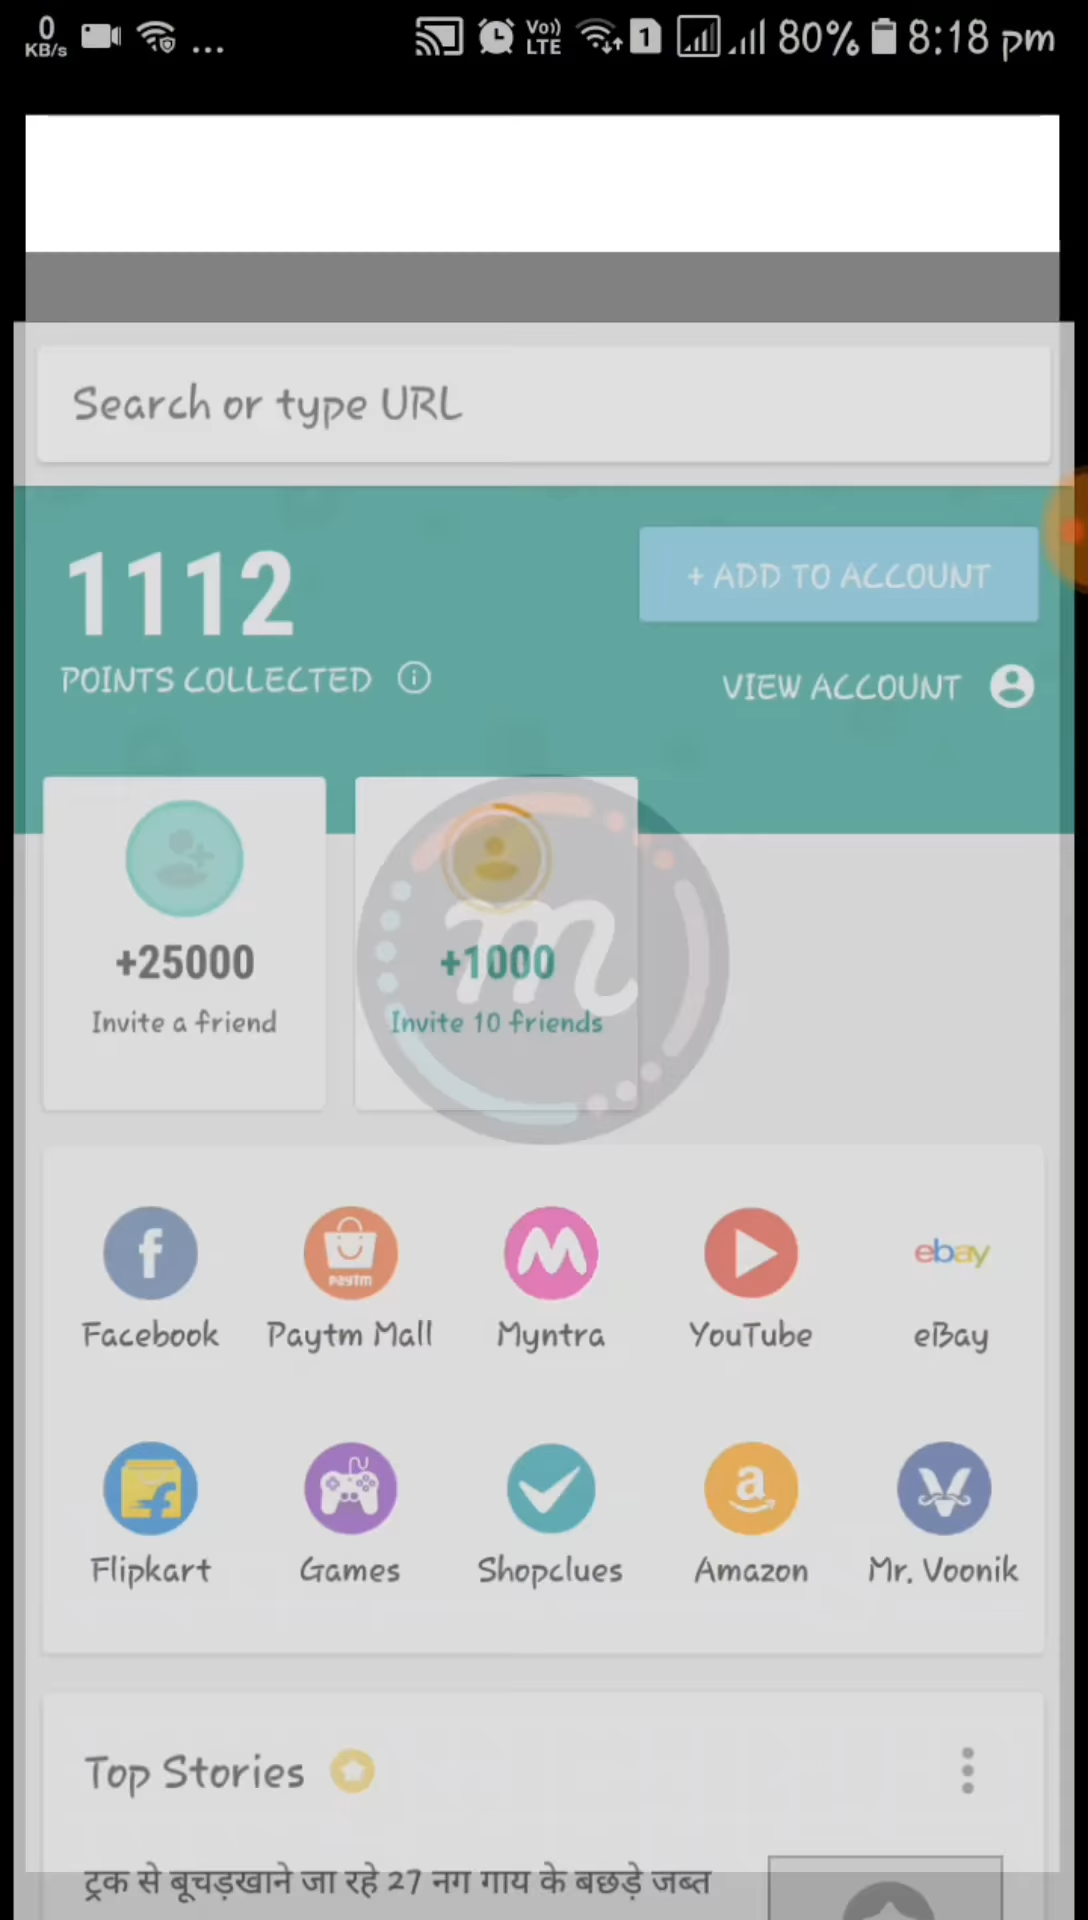 0
KB/s ... Vo)) LTE 1 80% 8:18 pm
Search or type URL
1112
+ ADD TO ACCOUNT
POINTS COLLECTED
VIEW ACCOUNT
m
+25000
+1000
Invite a friend
Invite 10 friends
f
PAYTM
ebay
Facebook
Paytm Mall
Myntra
YouTube
eBay
a
Flipkart
Games
Shopclues
Amazon
Mr. Voonik
Top Stories
ट्रक से बूचड़खाने जा रहे 27 नग गाय के बछड़े जब्त